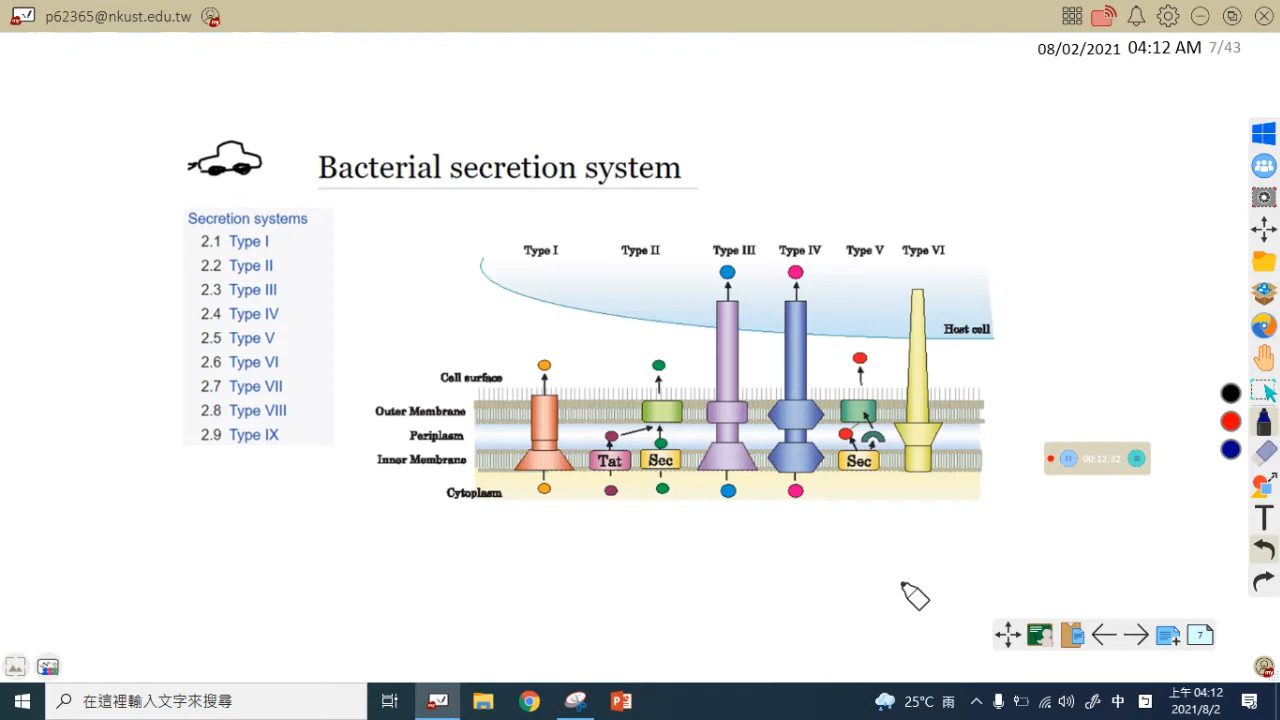 p62365@nkust.edu.tw
08/02/2021 04:12 AM 7/43
Bacterial secretion system
Secretion systems
2.1 Type I
2.2 Type II
2.3 Type III
2.4 Type IV
2.5 Type V
2.6 Type VI
2.7 Type VII
2.8 Type VIII
2.9 Type IX
Type I Type II Type III Type IV Type V Type VI
Host cell
Cell surface
Outer Membrane
Periplasm
Inner Membrane
Tat Sec Sec
Cytoplasm
00:12:32
7
在這裡輸入文字來搜尋
25°C 雨
中
上午 04:12
2021/8/2